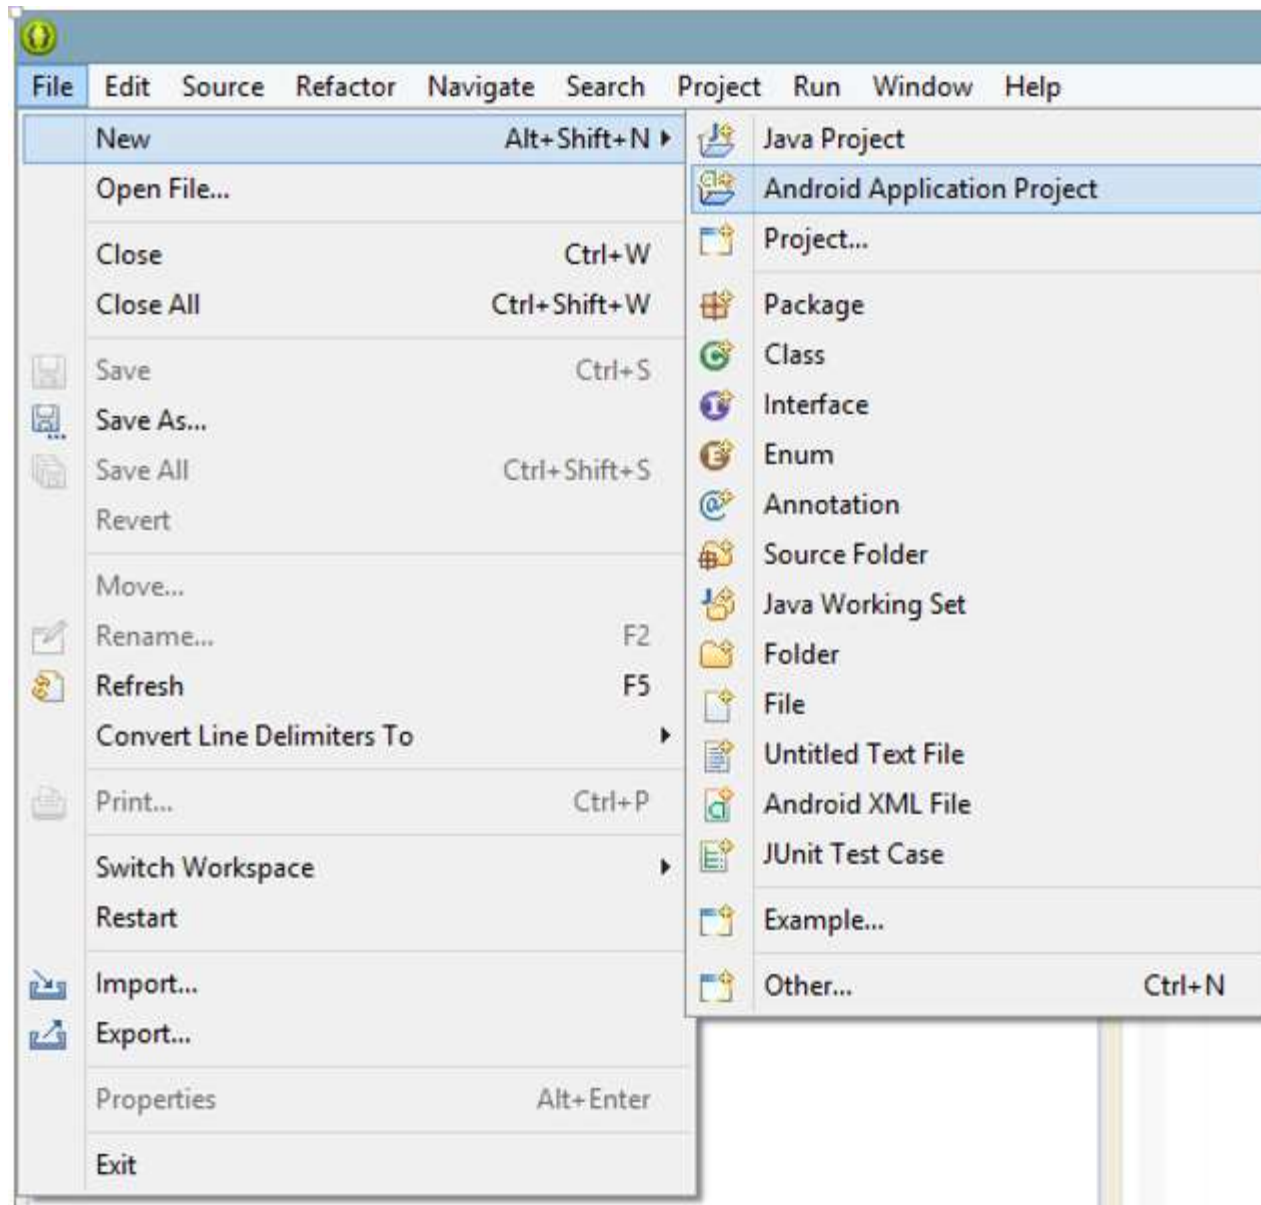 File Edit Source Refactor Navigate Search Project Run Window Help
New Alt+Shift+N
Open File...
Close Ctrl+W
Close All Ctrl+Shift+W
Save Ctrl+S
Save As...
Save All Ctrl+Shift+S
Revert
Move...
Rename... F2
Refresh F5
Convert Line Delimiters To
Print... Ctrl+P
Switch Workspace
Restart
Import...
Export...
Properties Alt+Enter
Exit
Java Project
Android Application Project
Project...
Package
Class
Interface
Enum
Annotation
Source Folder
Java Working Set
Folder
File
Untitled Text File
Android XML File
JUnit Test Case
Example...
Other... Ctrl+N